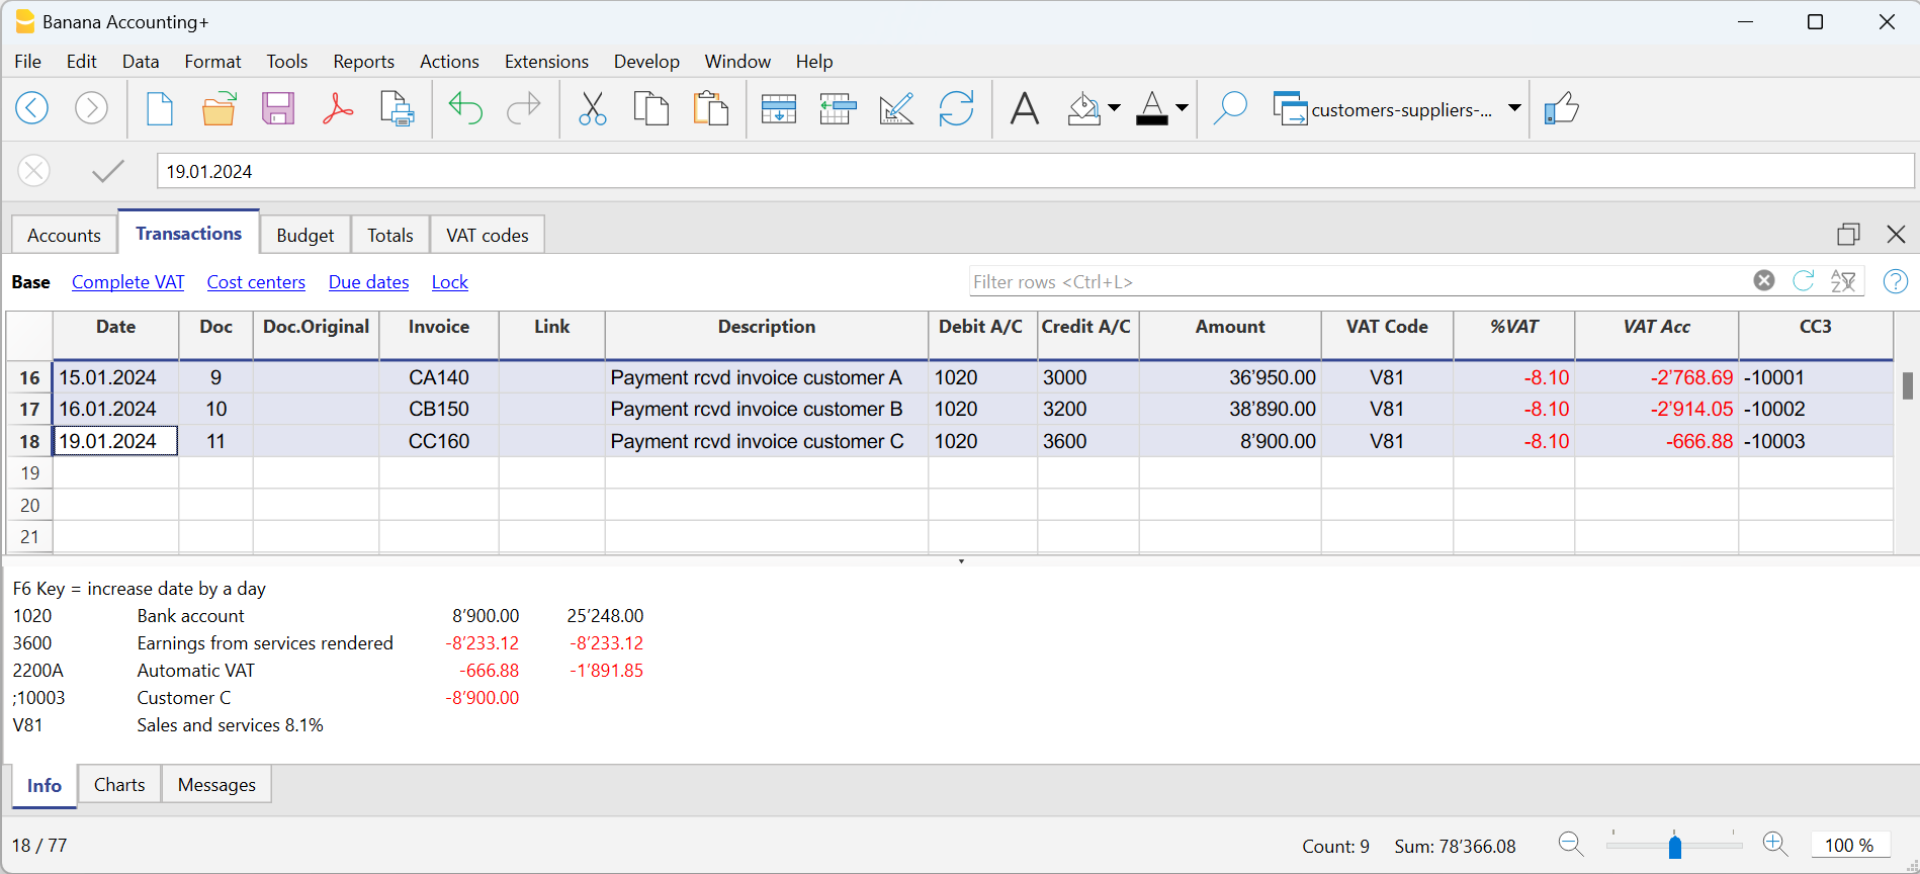 Banana Accounting+
File Edit Data Format Tools Reports Actions Extensions Develop Window Help
A A customers-suppliers-...
19.01.2024
Accounts Transactions Budget Totals VAT codes
Base Complete VAT Cost centers Due dates Lock Filter rows <Ctrl+L> AZ ?
Date Doc Doc.Original Invoice Link Description Debit A/C Credit A/C Amount VAT Code %VAT VAT Acc CC3
16 15.01.2024 9 CA140 Payment rcvd invoice customer A 1020 3000 36’950.00 V81 -8.10 -2’768.69 -10001
17 16.01.2024 10 CB150 Payment rcvd invoice customer B 1020 3200 38’890.00 V81 -8.10 -2’914.05 -10002
18 19.01.2024 11 CC160 Payment rcvd invoice customer C 1020 3600 8’900.00 V81 -8.10 -666.88 -10003
19
20
21
F6 Key = increase date by a day
1020 Bank account 8’900.00 25’248.00
3600 Earnings from services rendered -8’233.12 -8’233.12
2200A Automatic VAT -666.88 -1’891.85
;10003 Customer C -8’900.00
V81 Sales and services 8.1%
Info Charts Messages
18 / 77 Count: 9 Sum: 78’366.08 100 %